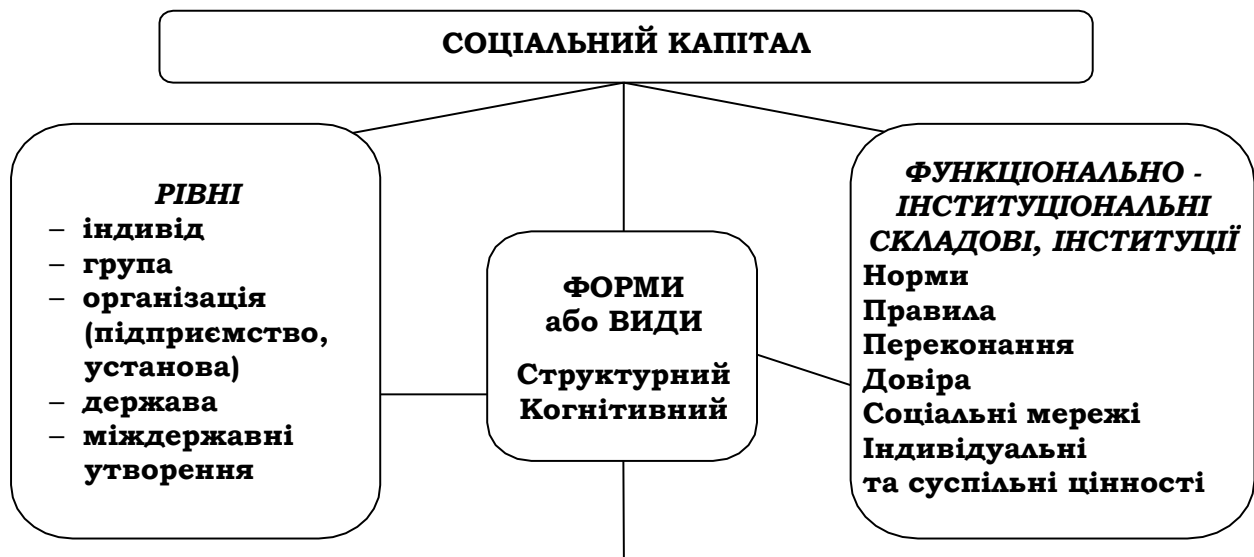 СОЦІАЛЬНИЙ КАПІТАЛ
РІВНІ
– індивід
– група
– організація
(підприємство,
установа)
– держава
– міждержавні
утворення
ФОРМИ
або ВИДИ
Структурний
Когнітивний
ФУНКЦІОНАЛЬНО -
ІНСТИТУЦІОНАЛЬНІ
СКЛАДОВІ, ІНСТИТУЦІЇ
Норми
Правила
Переконання
Довіра
Соціальні мережі
Індивідуальні
та суспільні цінності